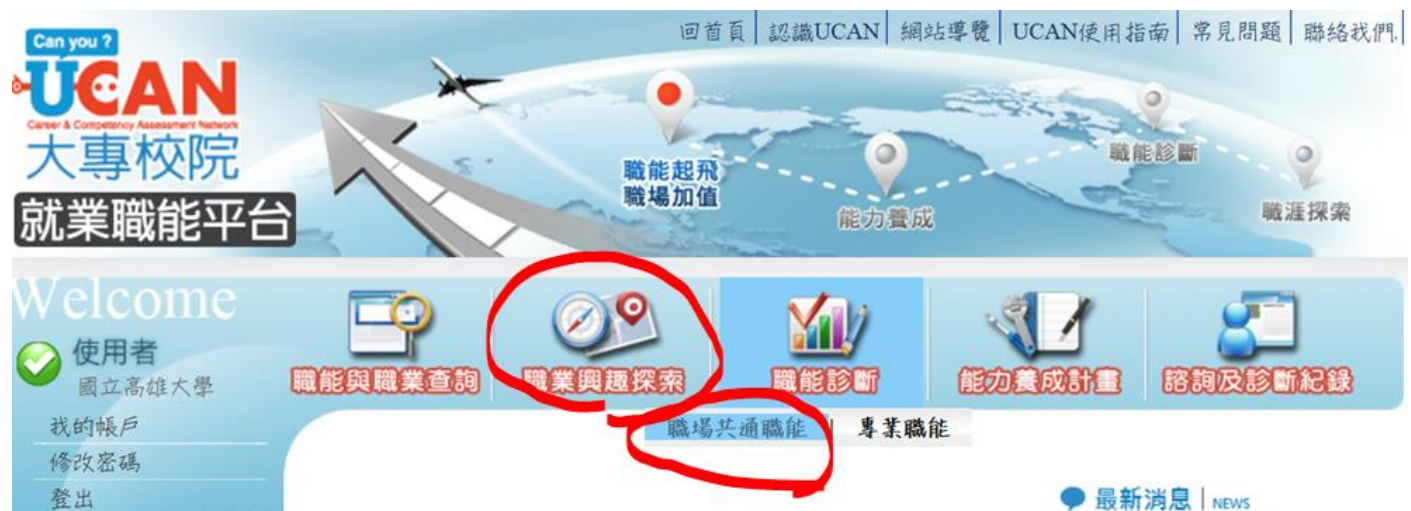 回首頁 | 認識UCAN | 網站導覽 | UCAN使用指南 | 常見問題 | 聯絡我們
Can you ?
UCAN
Career & Competency Assessment Network
大專校院
就業職能平台
職能起飛
職場加值
能力養成
職能診斷
職涯探索
Welcome
使用者
國立高雄大學
我的帳戶
修改密碼
登出
職能與職業查詢
職業興趣探索
職能診斷
能力養成計畫
諮詢及診斷紀錄
職場共通職能 | 專業職能
最新消息 | NEWS